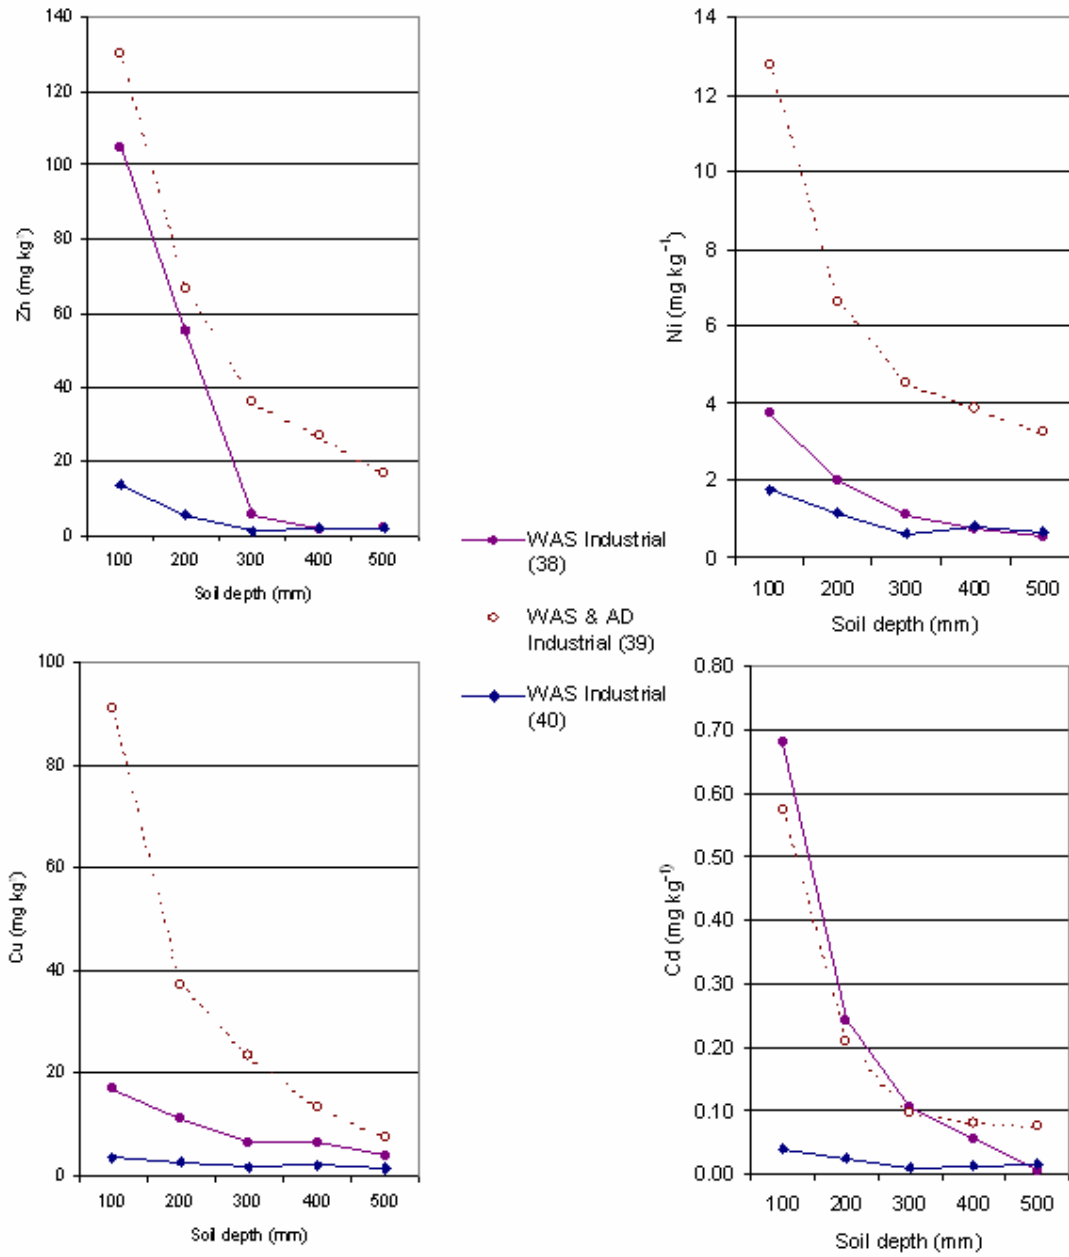 140
120
100
80
60
40
20
0
Zn (mg kg¹)
100 200 300 400 500
Soil depth (mm)
14
12
10
8
6
4
2
0
Ni (mg kg⁻¹)
100 200 300 400 500
Soil depth (mm)
WAS Industrial
(38)
WAS & AD
Industrial (39)
WAS Industrial
(40)
100
80
60
40
20
0
Cu (mg kg¹)
100 200 300 400 500
Soil depth (mm)
0.80
0.70
0.60
0.50
0.40
0.30
0.20
0.10
0.00
Cd (mg kg⁻¹)
100 200 300 400 500
Soil depth (mm)